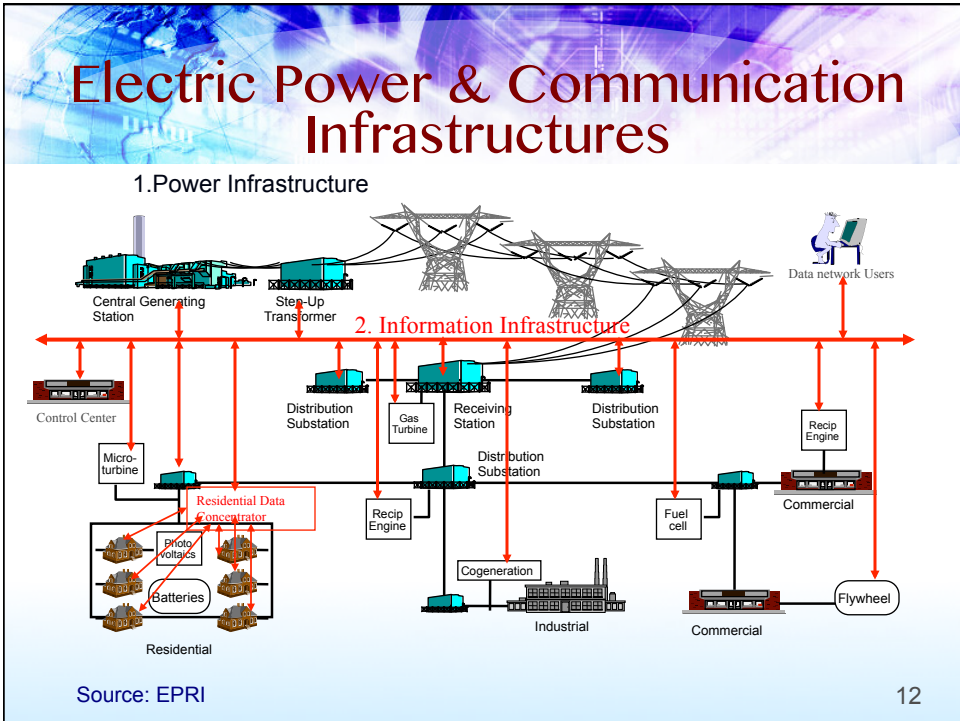 Electric Power & Communication
Infrastructures
1.Power Infrastructure
Data network Users
Central Generating
Station
Step-Up
Transformer
2. Information Infrastructure
Control Center
Distribution
Substation
Gas
Turbine
Receiving
Station
Distribution
Substation
Recip
Engine
Micro-
turbine
Distribution
Substation
Commercial
Residential Data
Concentrator
Recip
Engine
Fuel
cell
Photo
voltaics
Batteries
Cogeneration
Flywheel
Industrial
Commercial
Residential
Source: EPRI
12